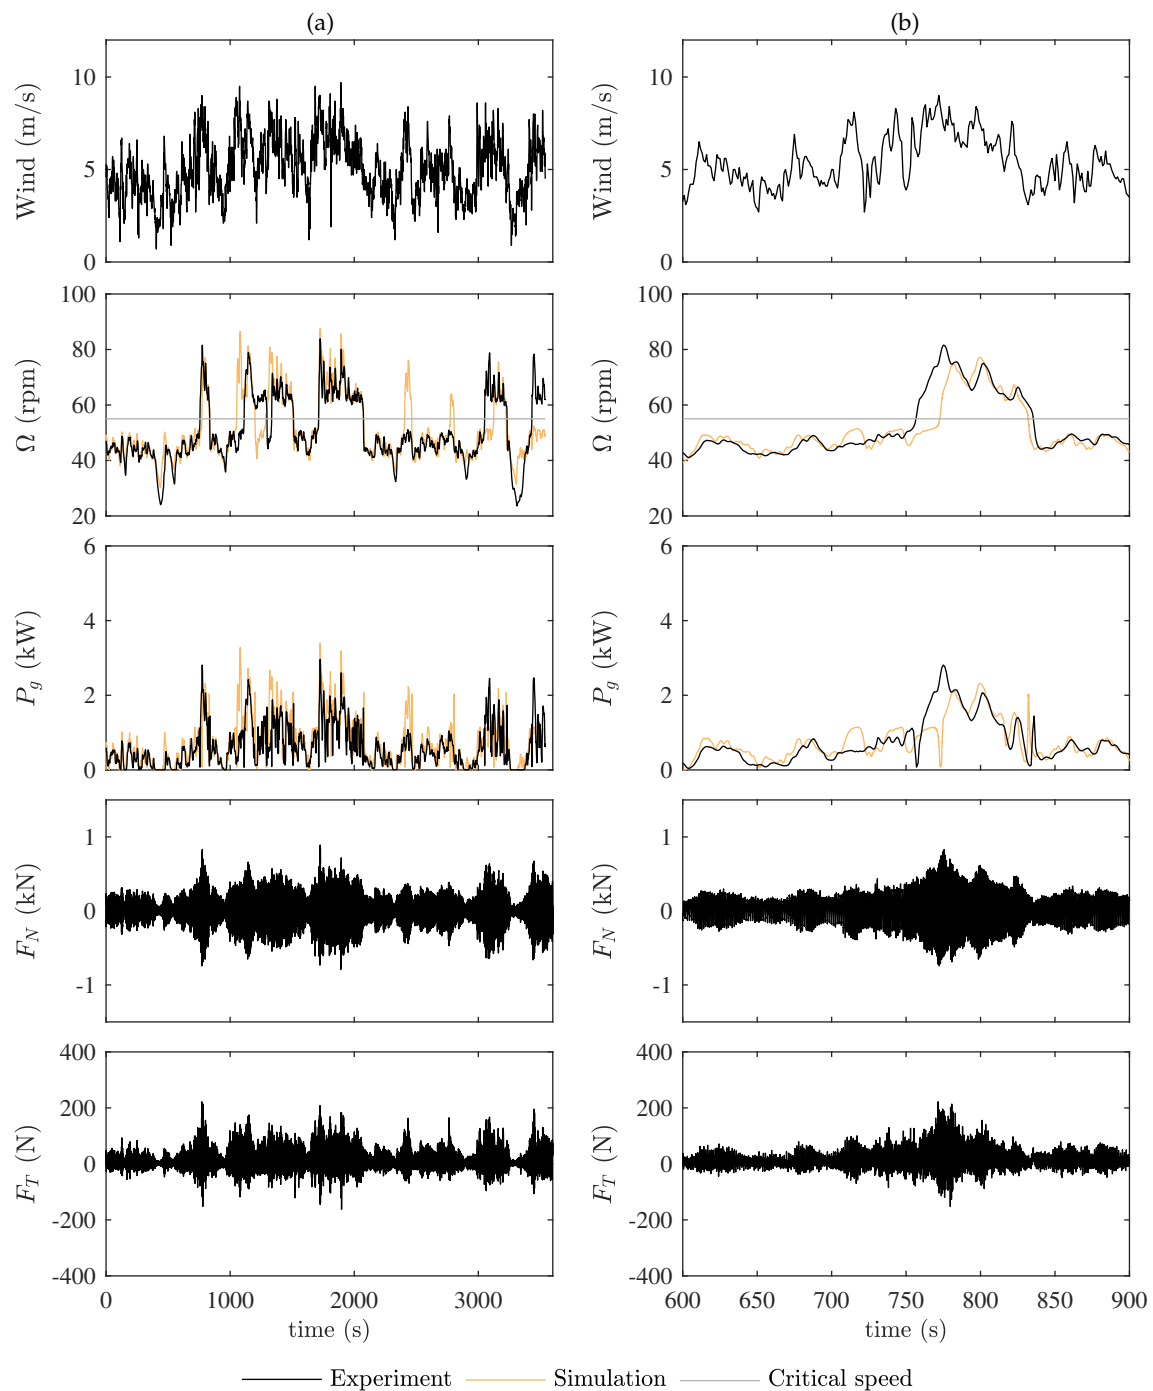 (a) (b)
Wind (m/s)
10
5
0
Wind (m/s)
10
5
0
Ω (rpm)
100
80
60
40
20
Ω (rpm)
100
80
60
40
20
P_g (kW)
6
4
2
0
P_g (kW)
6
4
2
0
F_N (kN)
1
0
-1
F_N (kN)
1
0
-1
F_T (N)
400
200
0
-200
-400
F_T (N)
400
200
0
-200
-400
0 1000 2000 3000
time (s)
600 650 700 750 800 850 900
time (s)
Experiment Simulation Critical speed